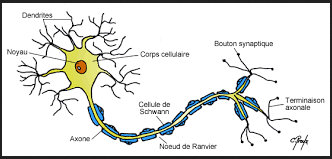 Dendrites
Noyau
Corps cellulaire
Bouton synaptique
Cellule de
Schwann
Terminaison
axonale
Axone
Noeud de Ranvier